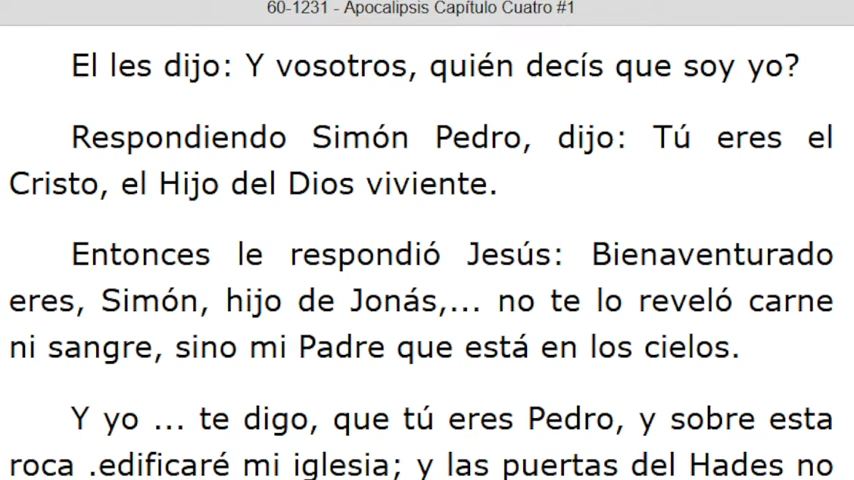 60-1231 - Apocalipsis Capítulo Cuatro #1
El les dijo: Y vosotros, quién decís que soy yo?
Respondiendo Simón Pedro, dijo: Tú eres el
Cristo, el Hijo del Dios viviente.
Entonces le respondió Jesús: Bienaventurado
eres, Simón, hijo de Jonás,... no te lo reveló carne
ni sangre, sino mi Padre que está en los cielos.
Y yo ... te digo, que tú eres Pedro, y sobre esta
roca .edificaré mi iglesia; y las puertas del Hades no